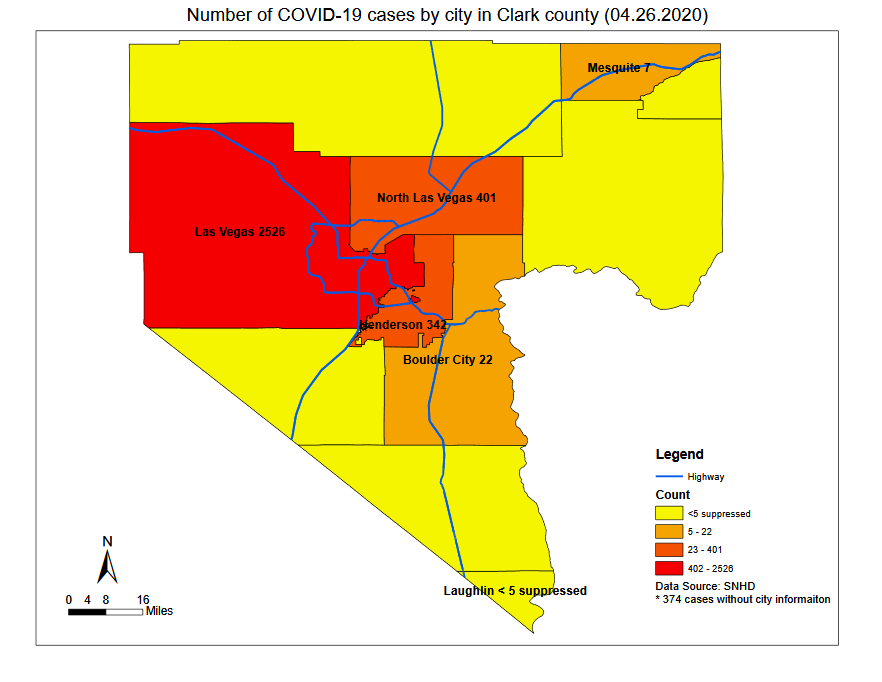 Number of COVID-19 cases by city in Clark county (04.26.2020)
Mesquite 7
North Las Vegas 401
Las Vegas 2526
Henderson 342
Boulder City 22
Legend
Highway
Count
<5 suppressed
5 - 22
23 - 401
402 - 2526
Data Source: SNHD
* 374 cases without city informaiton
Laughlin < 5 suppressed
N
0 4 8 16
Miles